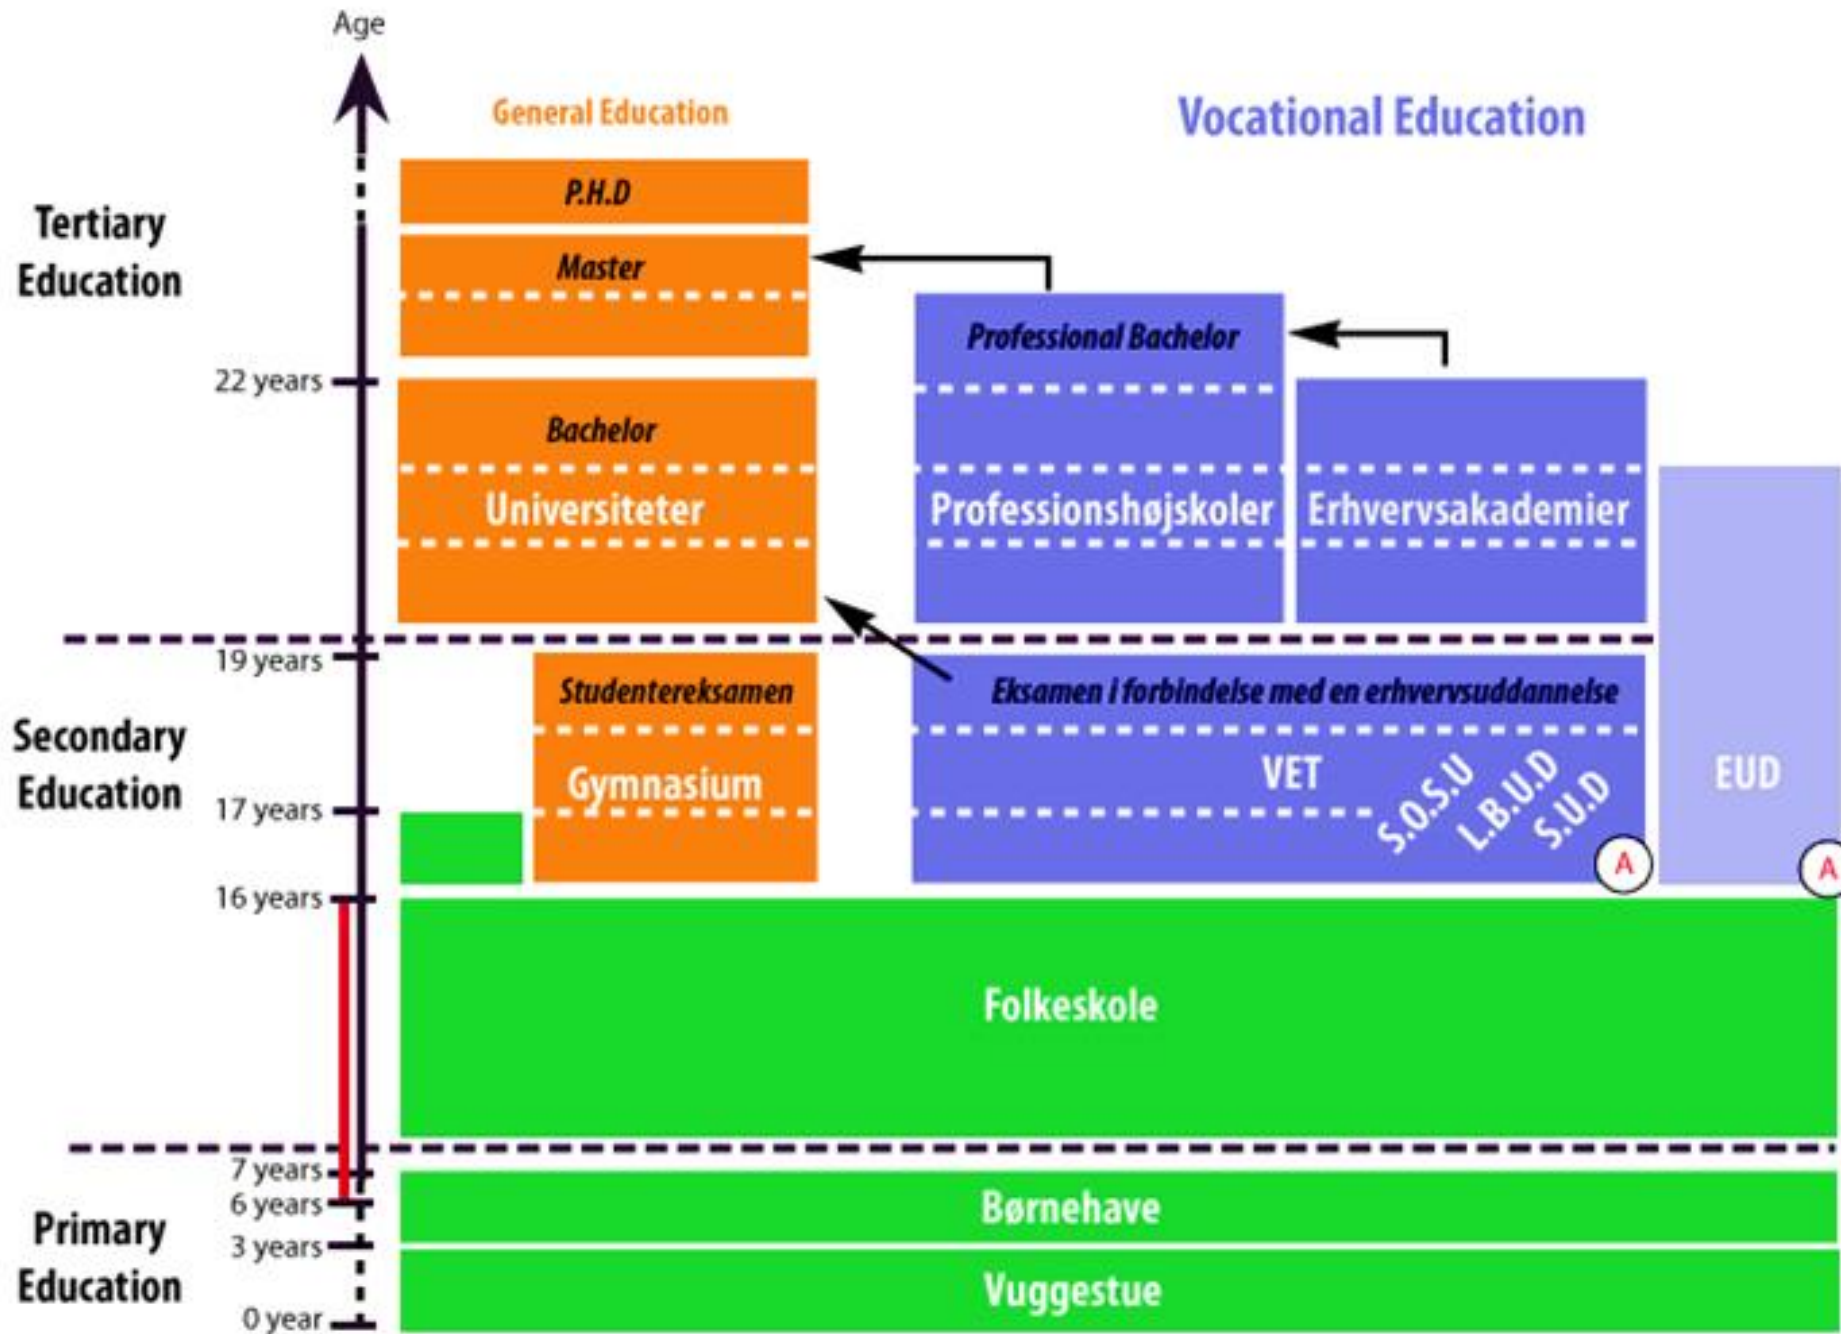 Age
General Education
Vocational Education
P.H.D
Tertiary
Education
Master
Professional Bachelor
22 years
Bachelor
Universiteter
Professionshøjskoler
Erhvervsakademier
19 years
Studentereksamen
Eksamen i forbindelse med en erhvervsuddannelse
Secondary
Education
Gymnasium
VET
S.O.S.U
L.B.U.D
S.U.D
EUD
17 years
A
A
16 years
Folkeskole
7 years
6 years
Børnehave
Primary
Education
3 years
Vuggestue
0 year